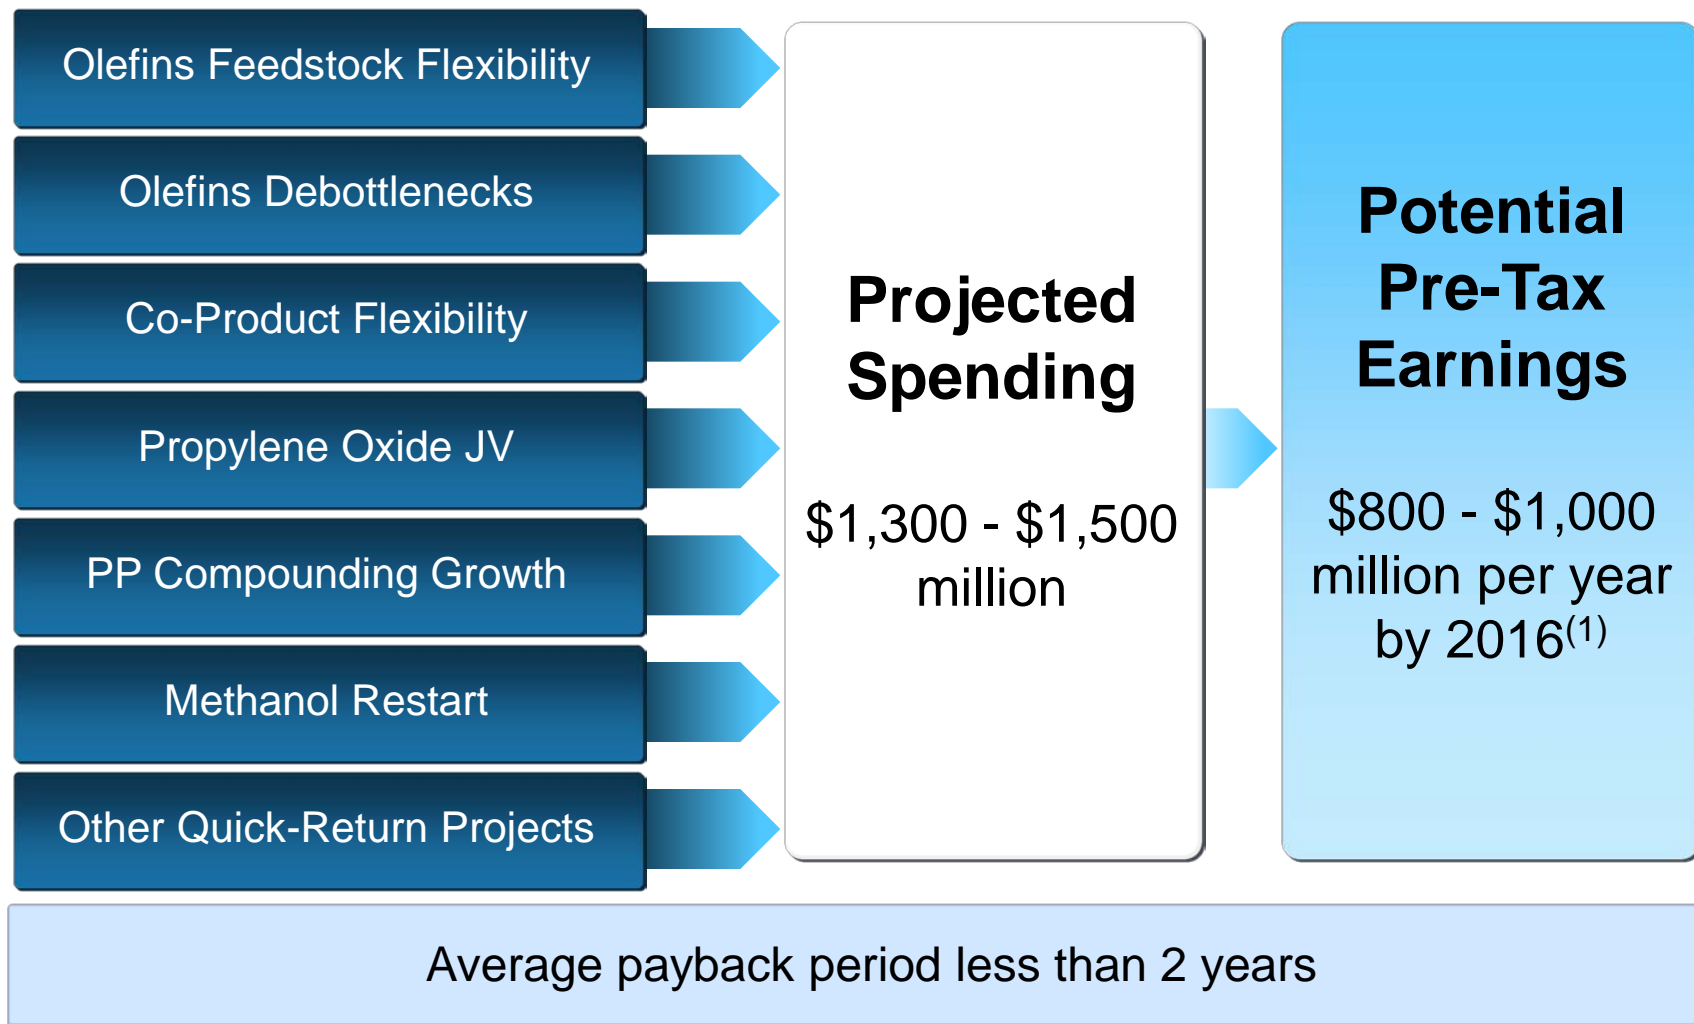 Olefins Feedstock Flexibility
Olefins Debottlenecks
Co-Product Flexibility
Propylene Oxide JV
PP Compounding Growth
Methanol Restart
Other Quick-Return Projects
Projected
Spending
$1,300 - $1,500
million
Potential
Pre-Tax
Earnings
$800 - $1,000
million per year
by 2016(1)
Average payback period less than 2 years